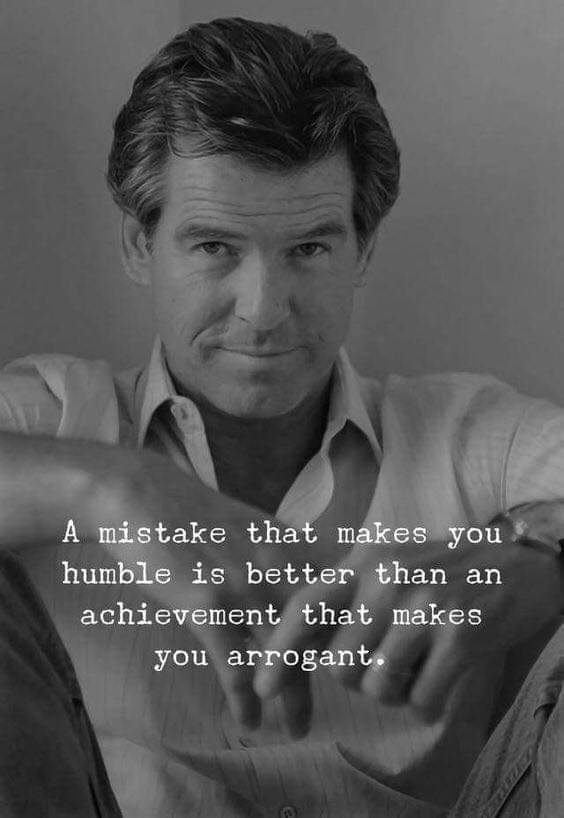 A mistake that makes you
humble is better than an
achievement that makes
you arrogant.